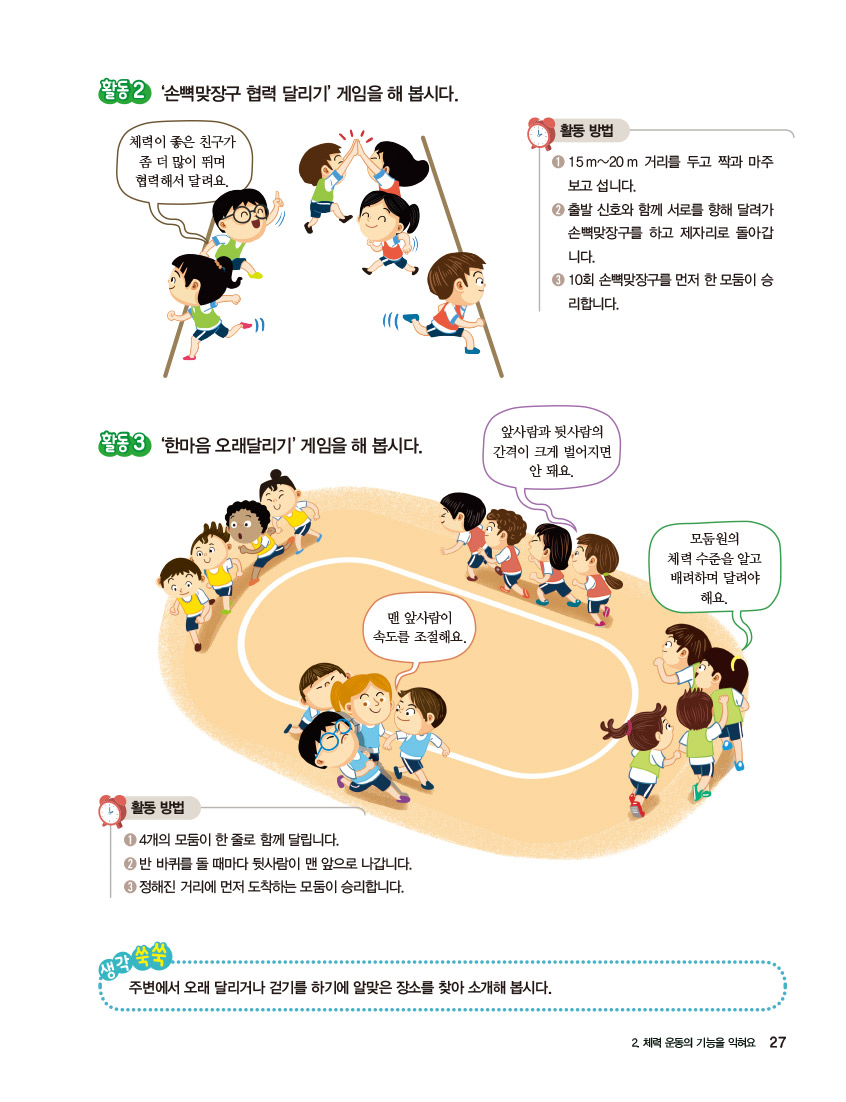 활동 2 ‘손뼉맞장구 협력 달리기’ 게임을 해 봅시다.
체력이 좋은 친구가
좀 더 많이 뛰며
협력해서 달려요.
활동 방법
❶ 15 m～20 m 거리를 두고 짝과 마주
보고 섭니다.
❷ 출발 신호와 함께 서로를 향해 달려가
손뼉맞장구를 하고 제자리로 돌아갑
니다.
❸ 10회 손뼉맞장구를 먼저 한 모둠이 승
리합니다.
활동 3 ‘한마음 오래달리기’ 게임을 해 봅시다.
앞사람과 뒷사람의
간격이 크게 벌어지면
안 돼요.
모둠원의
체력 수준을 알고
배려하며 달려야
해요.
맨 앞사람이
속도를 조절해요.
활동 방법
❶ 4개의 모둠이 한 줄로 함께 달립니다.
❷ 반 바퀴를 돌 때마다 뒷사람이 맨 앞으로 나갑니다.
❸ 정해진 거리에 먼저 도착하는 모둠이 승리합니다.
생각 쑥쑥
주변에서 오래 달리거나 걷기를 하기에 알맞은 장소를 찾아 소개해 봅시다.
2. 체력 운동의 기능을 익혀요 27